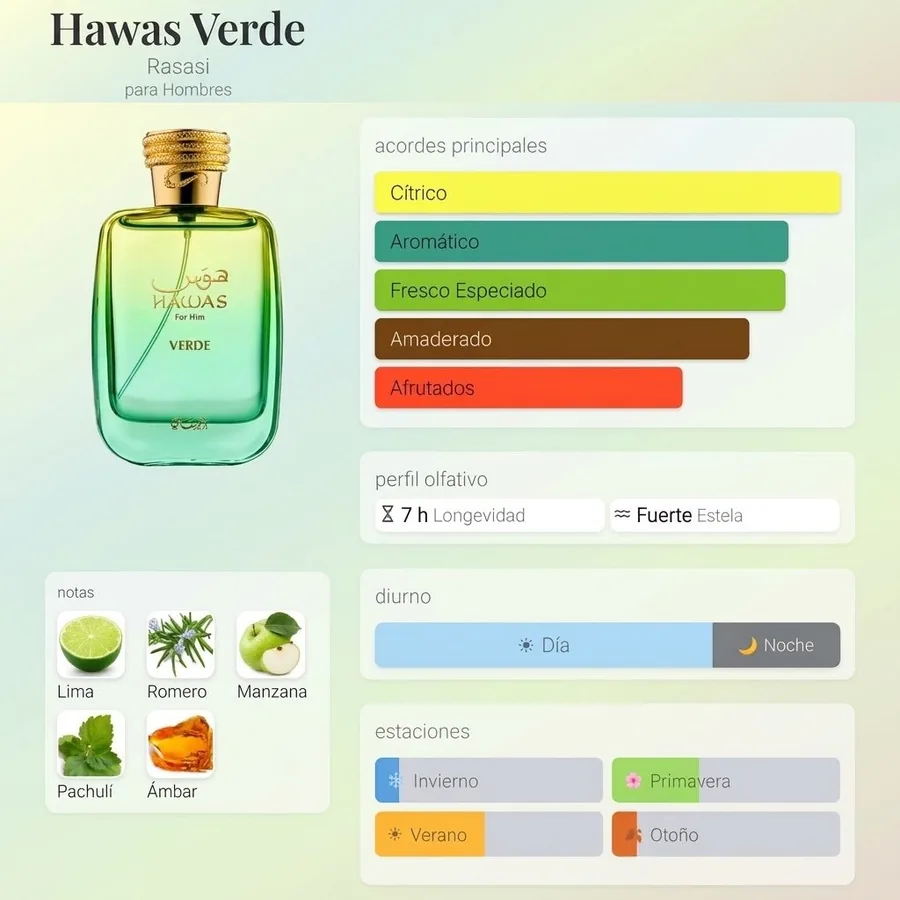 Hawas Verde
Rasasi
para Hombres
هوس
HAWAS
For Him
VERDE
acordes principales
Cítrico
Aromático
Fresco Especiado
Amaderado
Afrutados
perfil olfativo
7 h Longevidad
Fuerte Estela
notas
Lima
Romero
Manzana
Pachulí
Ámbar
diurno
Día
Noche
estaciones
Invierno
Primavera
Verano
Otoño